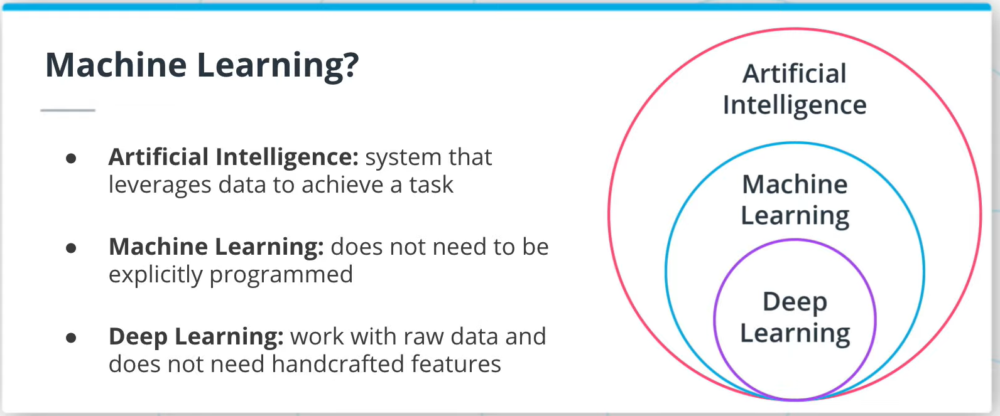 Machine Learning?
● Artificial Intelligence: system that
leverages data to achieve a task
● Machine Learning: does not need to be
explicitly programmed
● Deep Learning: work with raw data and
does not need handcrafted features
Artificial
Intelligence
Machine
Learning
Deep
Learning